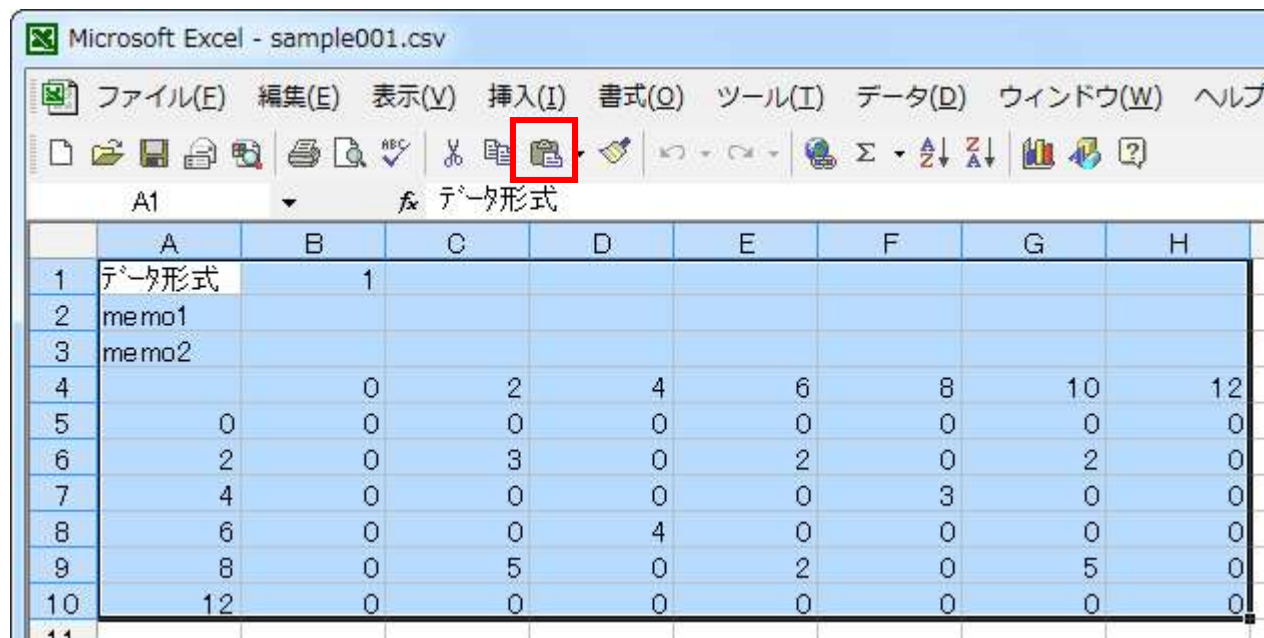 Microsoft Excel - sample001.csv
ファイル(F) 編集(E) 表示(V) 挿入(I) 書式(O) ツール(T) データ(D) ウィンドウ(W) ヘルプ
A1 fx ﾃﾞｰﾀ形式
A B C D E F G H
1 ﾃﾞｰﾀ形式 1
2 memo1
3 memo2
4 0 2 4 6 8 10 12
5 0 0 0 0 0 0 0 0
6 2 0 3 0 2 0 2 0
7 4 0 0 0 0 3 0 0
8 6 0 0 4 0 0 0 0
9 8 0 5 0 2 0 5 0
10 12 0 0 0 0 0 0 0